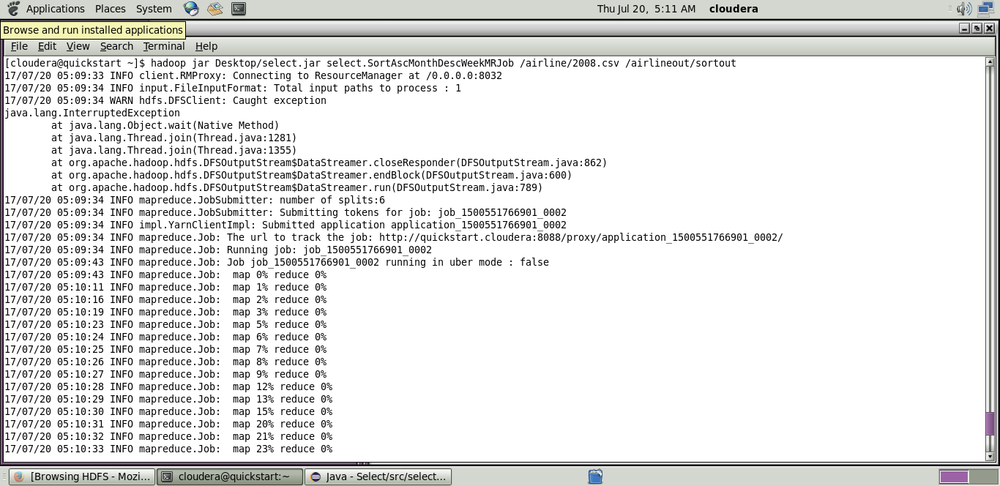 Applications Places System Thu Jul 20, 5:11 AM cloudera
Browse and run installed applications
File Edit View Search Terminal Help
[cloudera@quickstart ~]$ hadoop jar Desktop/select.jar select.SortAscMonthDescWeekMRJob /airline/2008.csv /airlineout/sortout
17/07/20 05:09:33 INFO client.RMProxy: Connecting to ResourceManager at /0.0.0.0:8032
17/07/20 05:09:34 INFO input.FileInputFormat: Total input paths to process : 1
17/07/20 05:09:34 WARN hdfs.DFSClient: Caught exception
java.lang.InterruptedException
        at java.lang.Object.wait(Native Method)
        at java.lang.Thread.join(Thread.java:1281)
        at java.lang.Thread.join(Thread.java:1355)
        at org.apache.hadoop.hdfs.DFSOutputStream$DataStreamer.closeResponder(DFSOutputStream.java:862)
        at org.apache.hadoop.hdfs.DFSOutputStream$DataStreamer.endBlock(DFSOutputStream.java:600)
        at org.apache.hadoop.hdfs.DFSOutputStream$DataStreamer.run(DFSOutputStream.java:789)
17/07/20 05:09:34 INFO mapreduce.JobSubmitter: number of splits:6
17/07/20 05:09:34 INFO mapreduce.JobSubmitter: Submitting tokens for job: job_1500551766901_0002
17/07/20 05:09:34 INFO impl.YarnClientImpl: Submitted application application_1500551766901_0002
17/07/20 05:09:34 INFO mapreduce.Job: The url to track the job: http://quickstart.cloudera:8088/proxy/application_1500551766901_0002/
17/07/20 05:09:34 INFO mapreduce.Job: Running job: job_1500551766901_0002
17/07/20 05:09:43 INFO mapreduce.Job: Job job_1500551766901_0002 running in uber mode : false
17/07/20 05:09:43 INFO mapreduce.Job:  map 0% reduce 0%
17/07/20 05:10:11 INFO mapreduce.Job:  map 1% reduce 0%
17/07/20 05:10:16 INFO mapreduce.Job:  map 2% reduce 0%
17/07/20 05:10:19 INFO mapreduce.Job:  map 3% reduce 0%
17/07/20 05:10:23 INFO mapreduce.Job:  map 5% reduce 0%
17/07/20 05:10:24 INFO mapreduce.Job:  map 6% reduce 0%
17/07/20 05:10:25 INFO mapreduce.Job:  map 7% reduce 0%
17/07/20 05:10:26 INFO mapreduce.Job:  map 8% reduce 0%
17/07/20 05:10:27 INFO mapreduce.Job:  map 9% reduce 0%
17/07/20 05:10:28 INFO mapreduce.Job:  map 12% reduce 0%
17/07/20 05:10:29 INFO mapreduce.Job:  map 13% reduce 0%
17/07/20 05:10:30 INFO mapreduce.Job:  map 15% reduce 0%
17/07/20 05:10:31 INFO mapreduce.Job:  map 20% reduce 0%
17/07/20 05:10:32 INFO mapreduce.Job:  map 21% reduce 0%
17/07/20 05:10:33 INFO mapreduce.Job:  map 23% reduce 0%
[Browsing HDFS - Mozi... cloudera@quickstart:~ Java - Select/src/select...